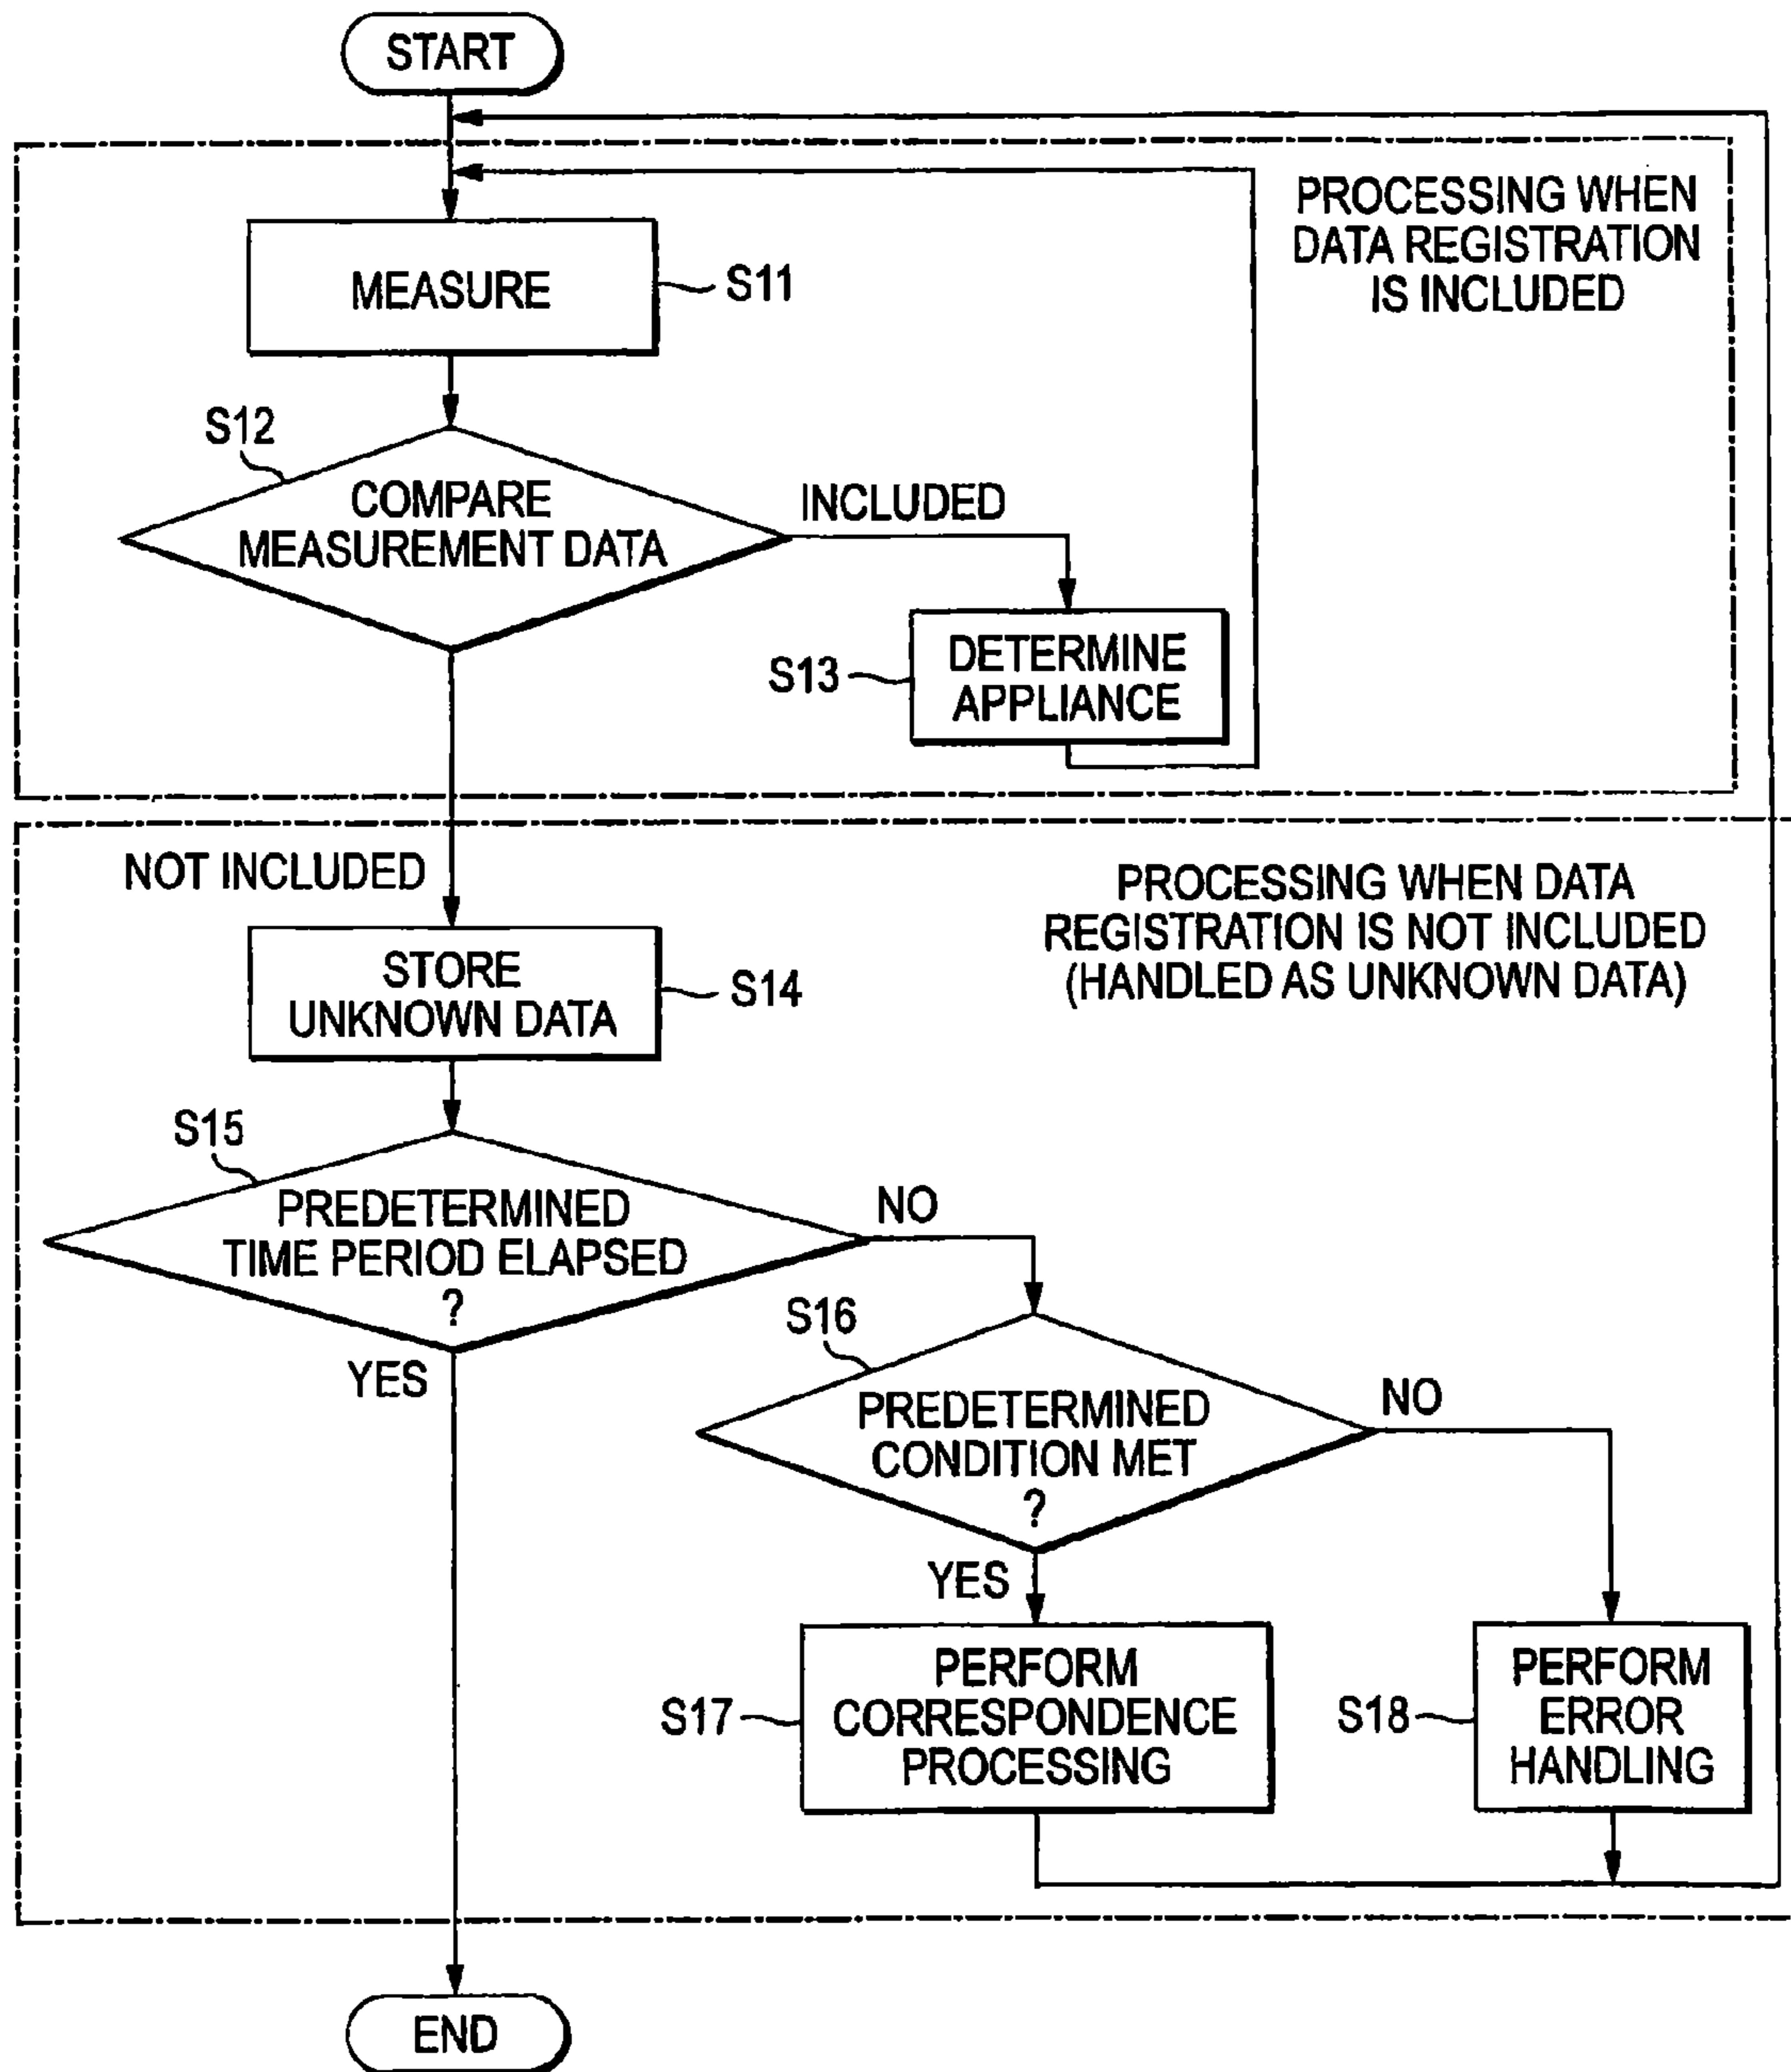 START
PROCESSING WHEN
DATA REGISTRATION
IS INCLUDED
MEASURE
S11
S12
COMPARE
MEASUREMENT DATA
INCLUDED
S13
DETERMINE
APPLIANCE
NOT INCLUDED
PROCESSING WHEN DATA
REGISTRATION IS NOT INCLUDED
(HANDLED AS UNKNOWN DATA)
STORE
UNKNOWN DATA
S14
S15
PREDETERMINED
TIME PERIOD ELAPSED
?
NO
YES
S16
PREDETERMINED
CONDITION MET
?
NO
YES
S17
PERFORM
CORRESPONDENCE
PROCESSING
S18
PERFORM
ERROR
HANDLING
END